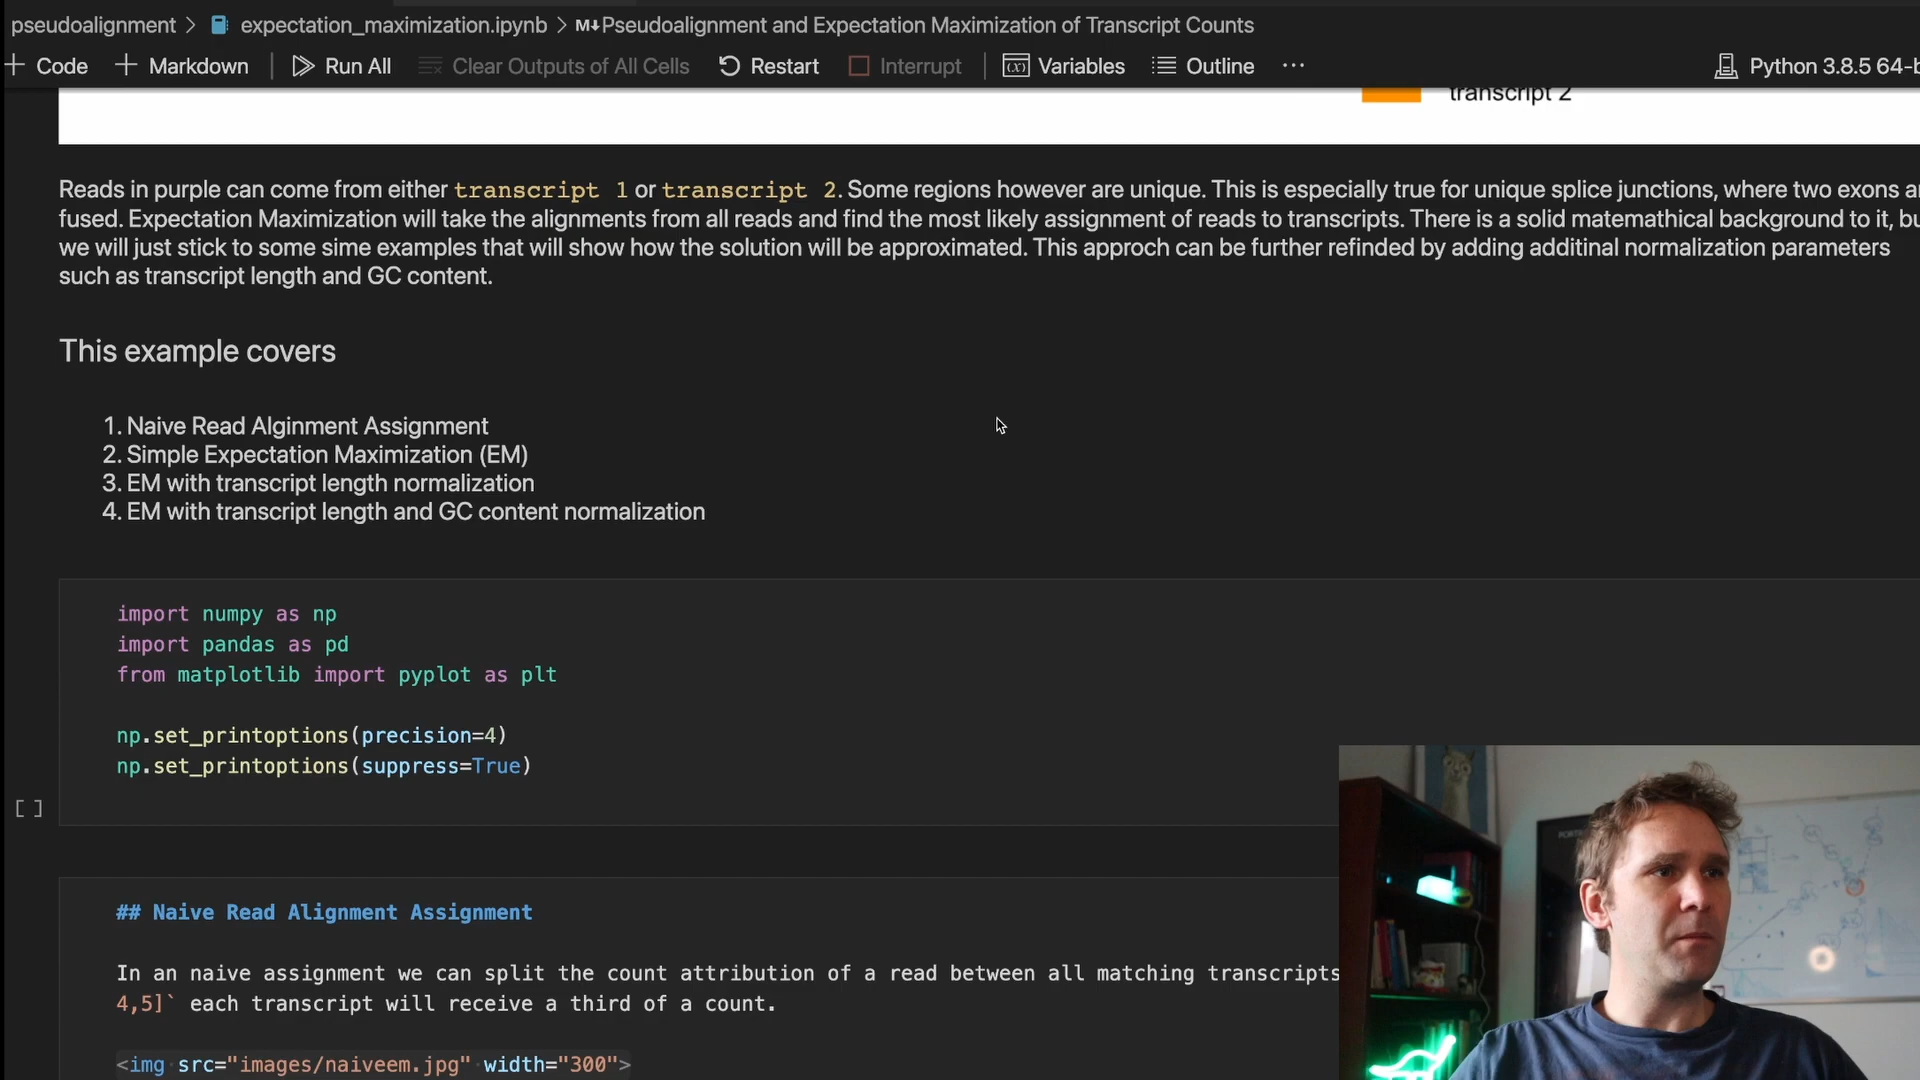 pseudoalignment > expectation_maximization.ipynb > M↓Pseudoalignment and Expectation Maximization of Transcript Counts
+ Code + Markdown | Run All Clear Outputs of All Cells Restart Interrupt | Variables Outline ··· Python 3.8.5 64-b
transcript 2
Reads in purple can come from either transcript 1 or transcript 2. Some regions however are unique. This is especially true for unique splice junctions, where two exons ar
fused. Expectation Maximization will take the alignments from all reads and find the most likely assignment of reads to transcripts. There is a solid matemathical background to it, bu
we will just stick to some sime examples that will show how the solution will be approximated. This approch can be further refinded by adding additinal normalization parameters
such as transcript length and GC content.
This example covers
1. Naive Read Alginment Assignment
2. Simple Expectation Maximization (EM)
3. EM with transcript length normalization
4. EM with transcript length and GC content normalization
import numpy as np
import pandas as pd
from matplotlib import pyplot as plt
np.set_printoptions(precision=4)
np.set_printoptions(suppress=True)
[ ]
## Naive Read Alignment Assignment
In an naive assignment we can split the count attribution of a read between all matching transcripts
4,5]` each transcript will receive a third of a count.
<img src="images/naiveem.jpg" width="300">